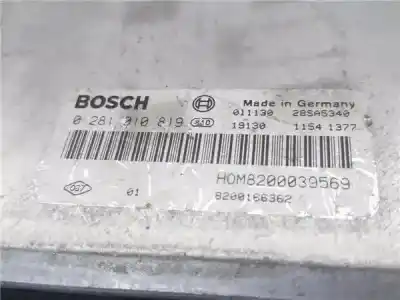 BOSCH
Made in Germany
0 281 010 819
011130 28SA5340
19130 1154 1377
01
HOM8200039569
8200166362